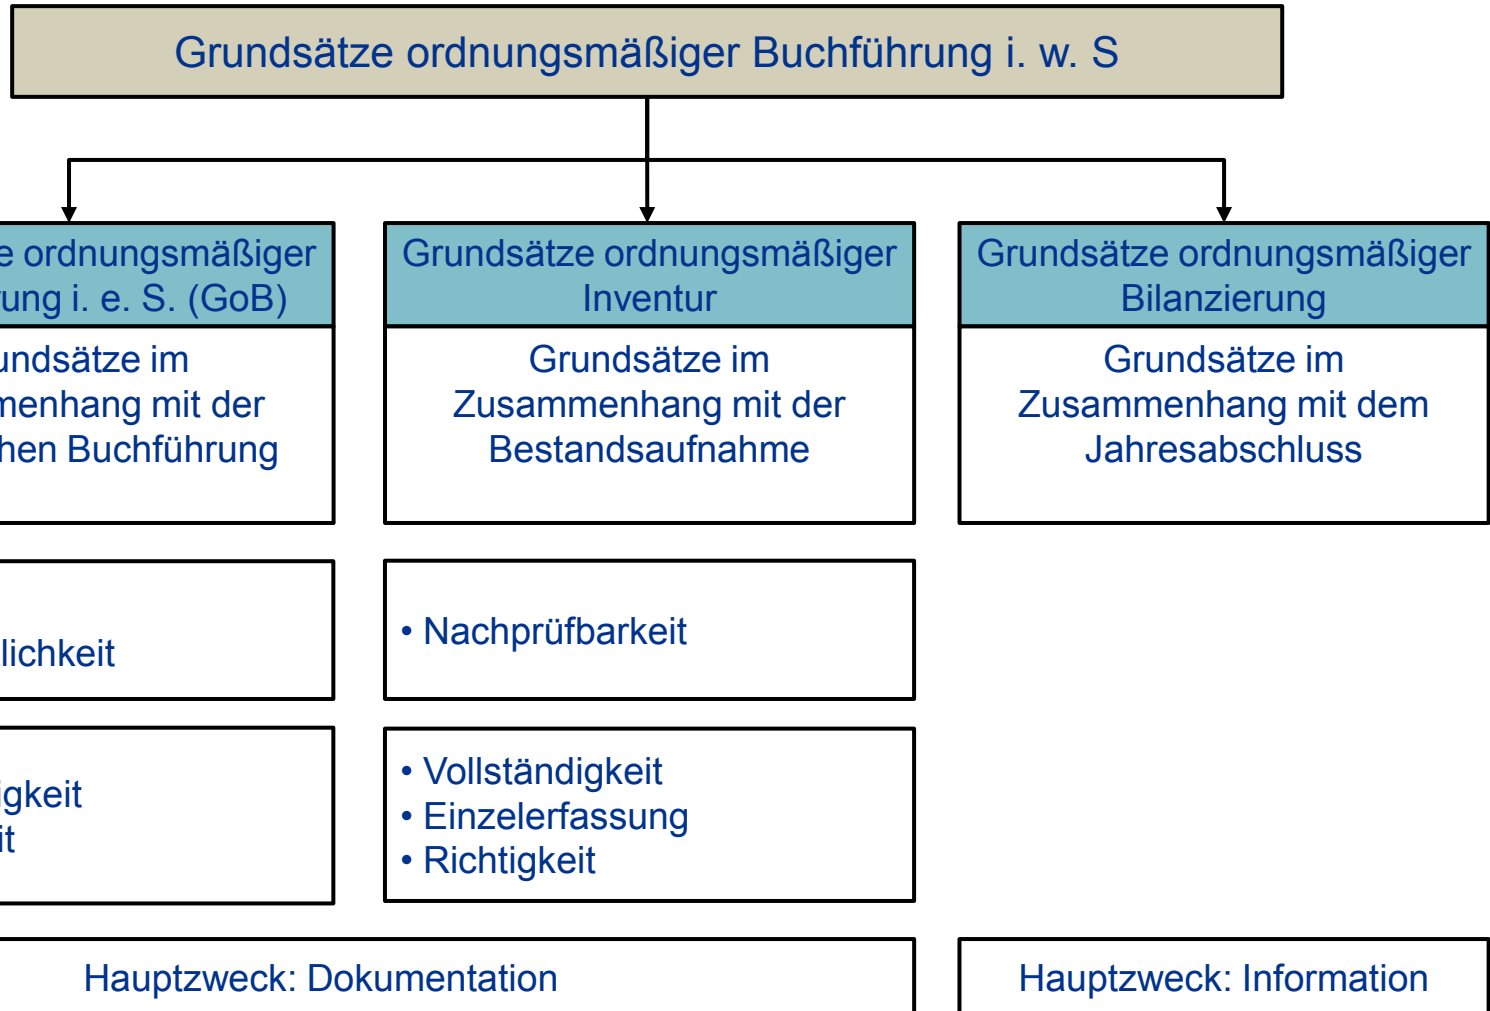 Grundsätze ordnungsmäßiger Buchführung i. w. S
e ordnungsmäßiger
rung i. e. S. (GoB)
undsätze im
menhang mit der
chen Buchführung
lichkeit
igkeit
it
Grundsätze ordnungsmäßiger
Inventur
Grundsätze im
Zusammenhang mit der
Bestandsaufnahme
• Nachprüfbarkeit
• Vollständigkeit
• Einzelerfassung
• Richtigkeit
Grundsätze ordnungsmäßiger
Bilanzierung
Grundsätze im
Zusammenhang mit dem
Jahresabschluss
Hauptzweck: Dokumentation
Hauptzweck: Information